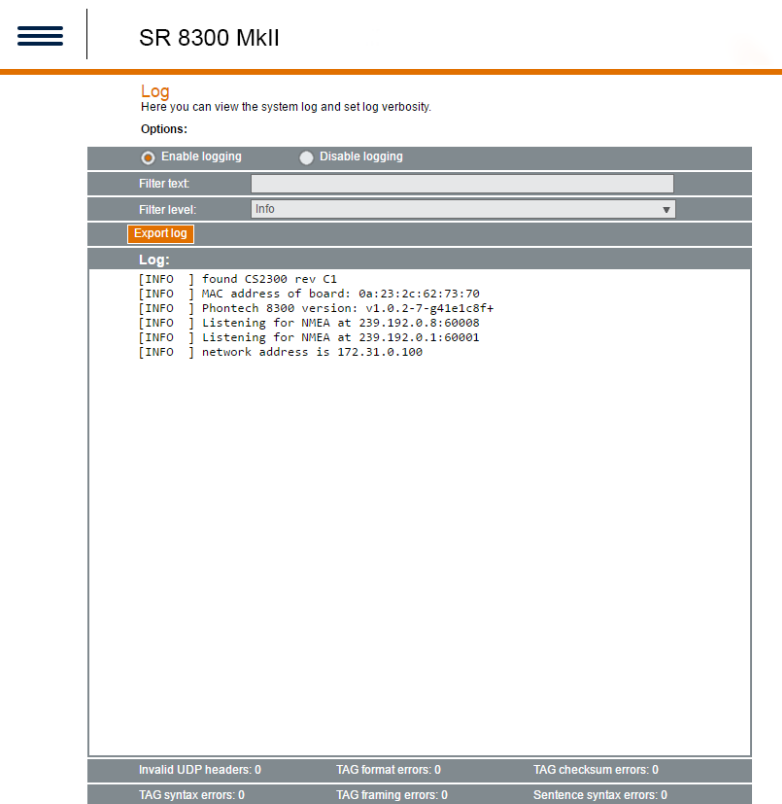 SR 8300 MkII
Log
Here you can view the system log and set log verbosity.
Options:
Enable logging Disable logging
Filter text:
Filter level: Info
Export log
Log:
[INFO  ] found CS2300 rev C1
[INFO  ] MAC address of board: 0a:23:2c:62:73:70
[INFO  ] Phontech 8300 version: v1.0.2-7-g41e1c8f+
[INFO  ] Listening for NMEA at 239.192.0.8:60008
[INFO  ] Listening for NMEA at 239.192.0.1:60001
[INFO  ] network address is 172.31.0.100
Invalid UDP headers: 0 TAG format errors: 0 TAG checksum errors: 0
TAG syntax errors: 0 TAG framing errors: 0 Sentence syntax errors: 0